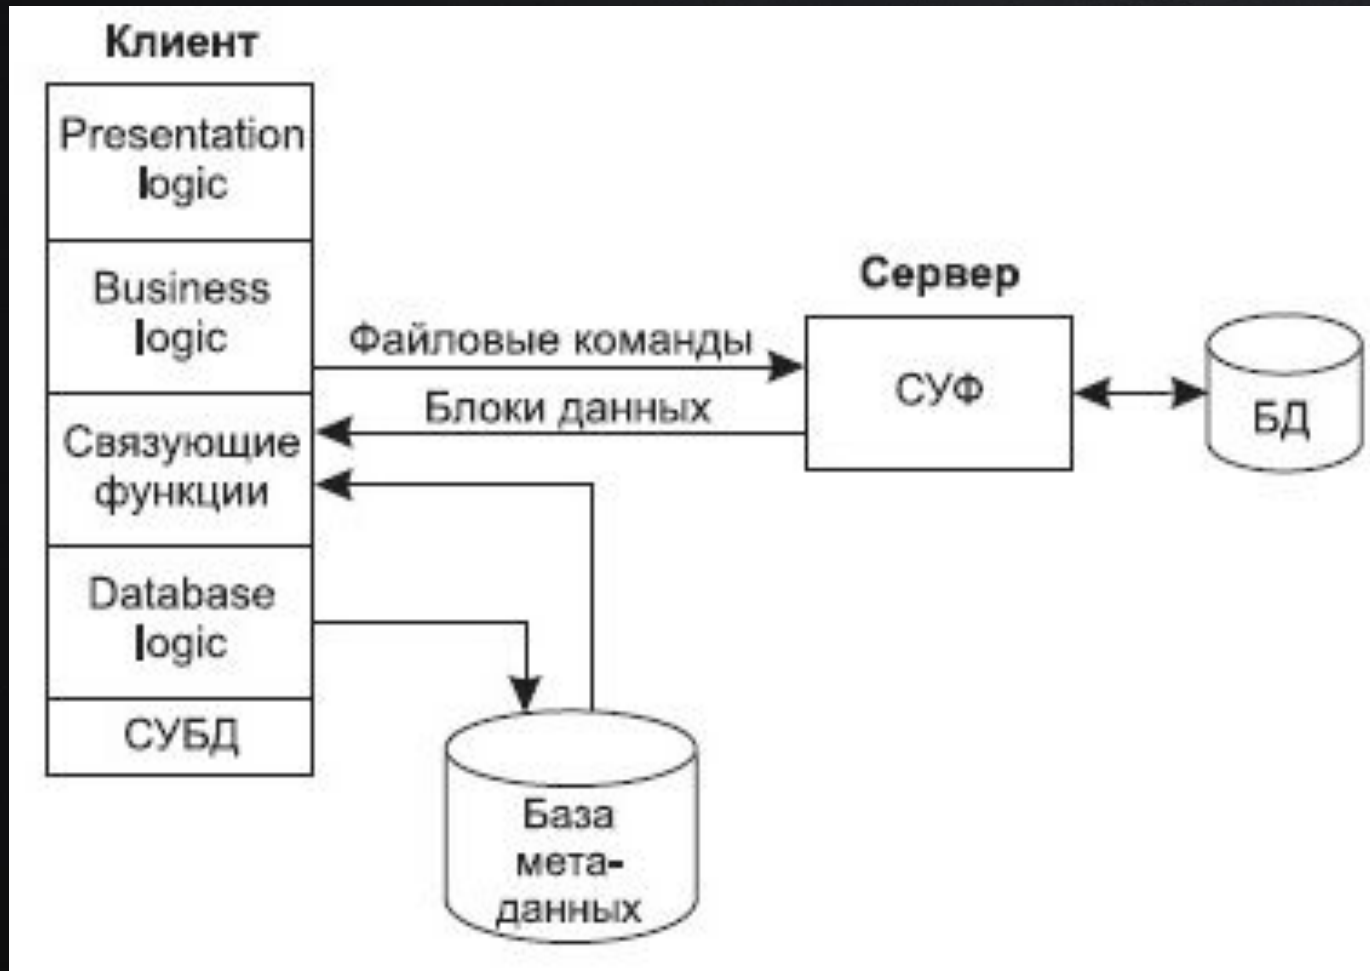 Клиент
Presentation
logic
Business
logic
Связующие
функции
Database
logic
СУБД
Файловые команды
Блоки данных
Сервер
СУФ
БД
База
мета-
данных